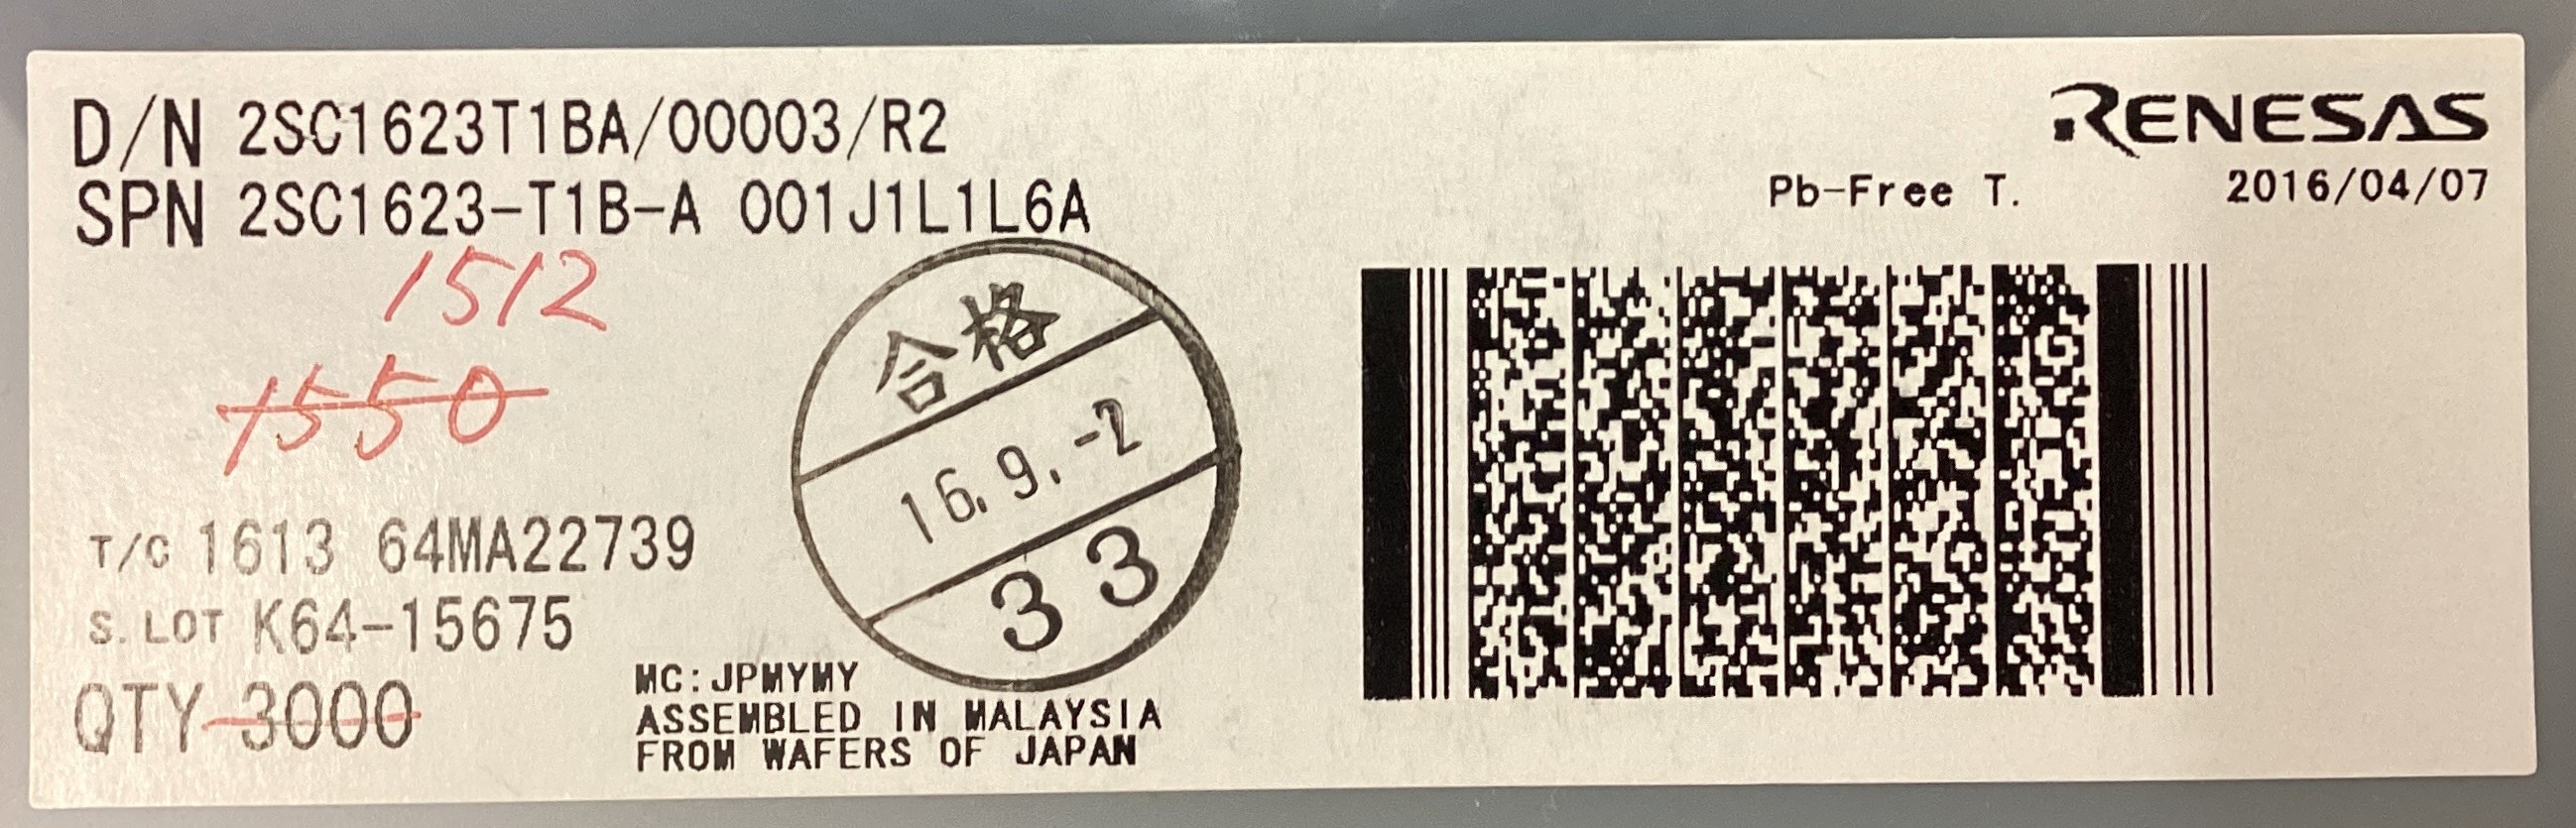 D/N 2SC1623T1BA/00003/R2
RENESAS
SPN 2SC1623-T1B-A 001J1L1L6A
Pb-Free T.
2016/04/07
1512
1550
合格
16.9.-2
33
T/C 1613 64MA22739
S.LOT K64-15675
QTY 3000
MC:JPMYMY
ASSEMBLED IN MALAYSIA
FROM WAFERS OF JAPAN